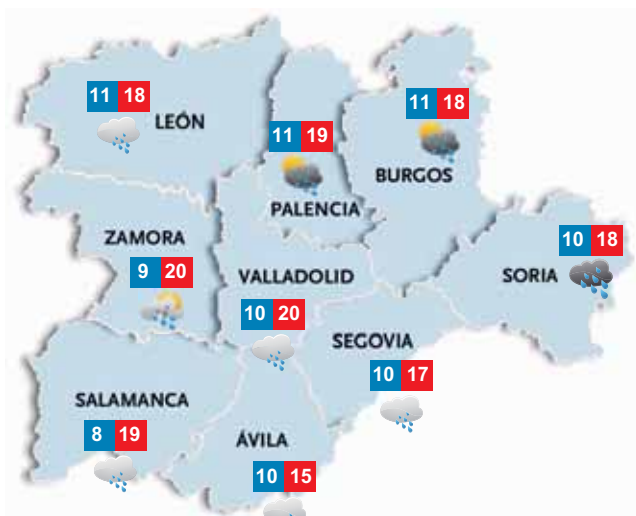 11 18
LEÓN
11 18
BURGOS
11 19
PALENCIA
ZAMORA
9 20
VALLADOLID
10 20
10 18
SORIA
SEGOVIA
10 17
SALAMANCA
8 19
ÁVILA
10 15